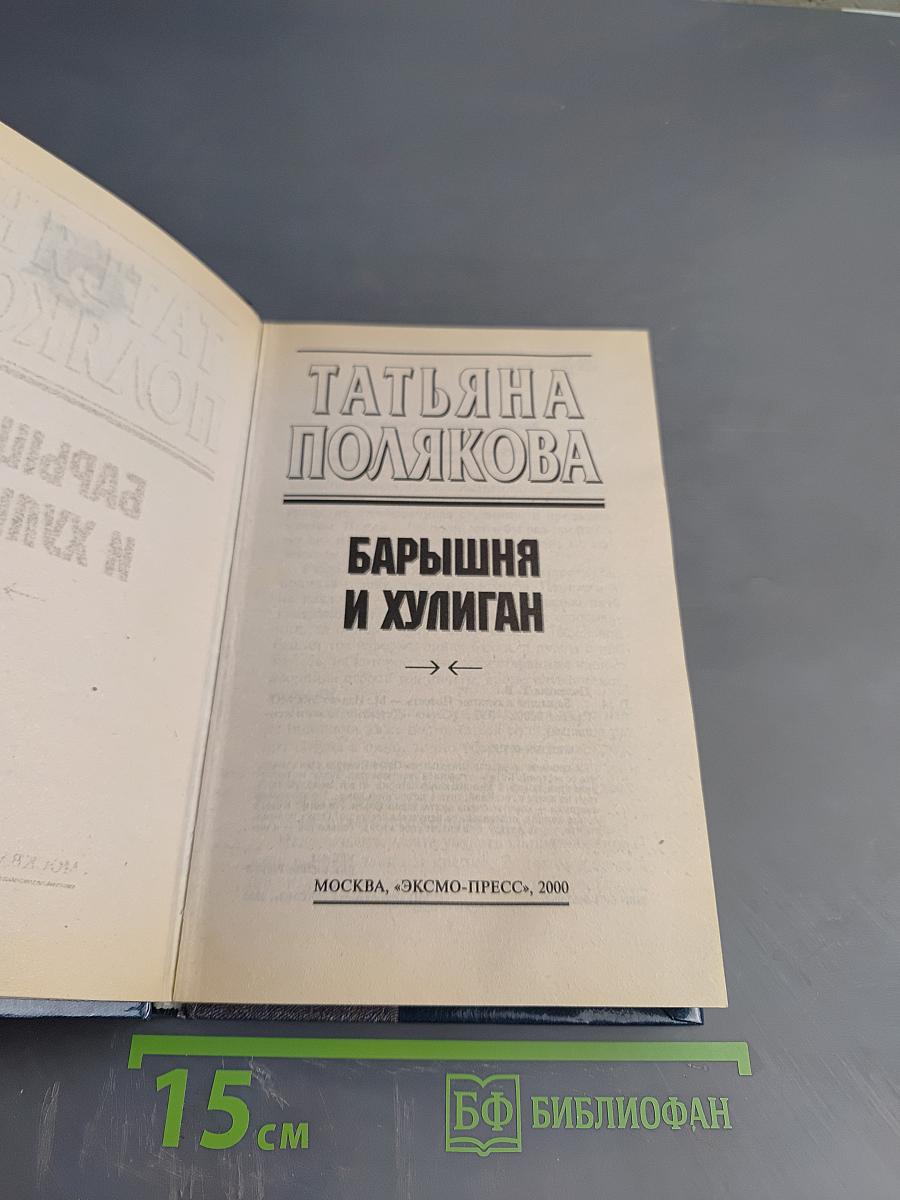 ТАТЬЯНА
ПОЛЯКОВА
БАРЫШНЯ
И ХУЛИГАН
МОСКВА, «ЭКСМО-ПРЕСС», 2000
15 см
БФ БИБЛИОФАН